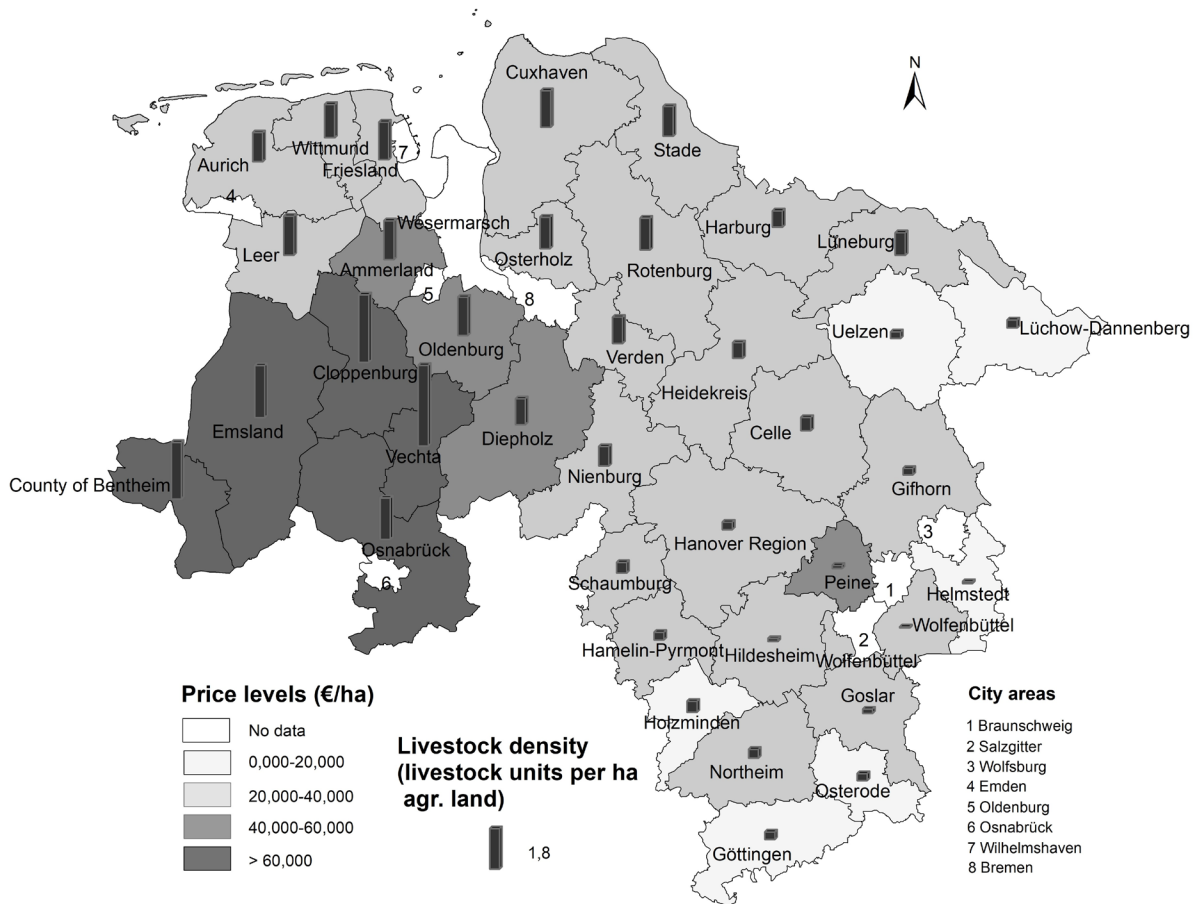 N
Cuxhaven
Stade
Wittmund
Aurich
Friesland
7
4
Wesermarsch
Harburg
Lüneburg
Leer
Osterholz
Rotenburg
Ammerland
5
8
Uelzen
Lüchow-Dannenberg
Oldenburg
Verden
Cloppenburg
Heidekreis
Emsland
Diepholz
Celle
Vechta
County of Bentheim
Nienburg
Gifhorn
3
Hanover Region
Osnabrück
6
Schaumburg
Peine
1
Helmstedt
Wolfenbüttel
2
Hamelin-Pyrmont
Hildesheim
Wolfenbüttel
Goslar
Holzminden
Northeim
Osterode
Göttingen
Price levels (€/ha)
No data
0,000-20,000
20,000-40,000
40,000-60,000
> 60,000
Livestock density
(livestock units per ha
agr. land)
1,8
City areas
1 Braunschweig
2 Salzgitter
3 Wolfsburg
4 Emden
5 Oldenburg
6 Osnabrück
7 Wilhelmshaven
8 Bremen